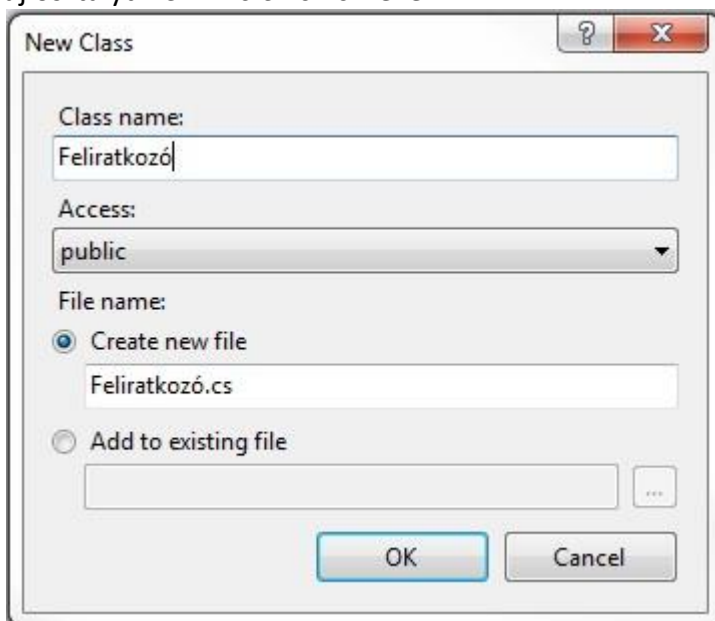 New Class
Class name:
Feliratkozó
Access:
public
File name:
Create new file
Feliratkozó.cs
Add to existing file
...
OK
Cancel